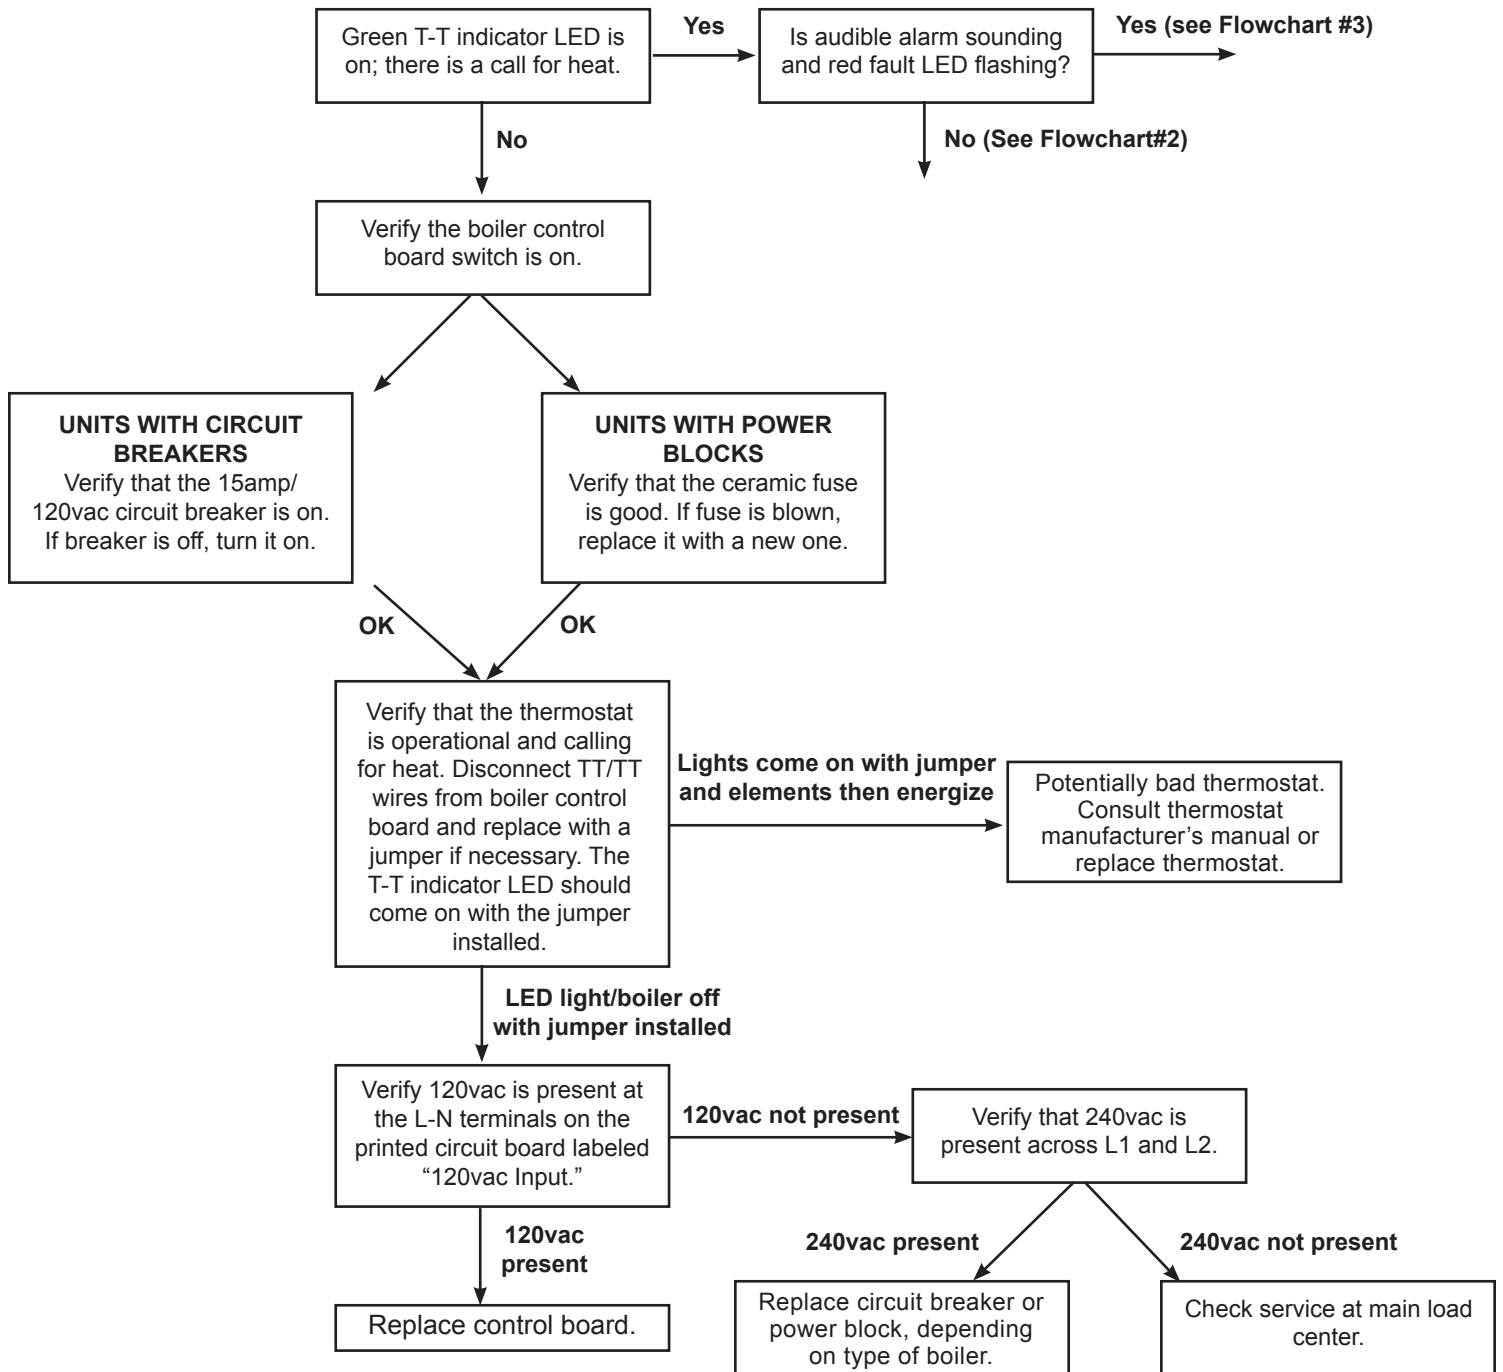 Green T-T indicator LED is
on; there is a call for heat.
Yes
Is audible alarm sounding
and red fault LED flashing?
Yes (see Flowchart #3)
No
No (See Flowchart#2)
Verify the boiler control
board switch is on.
UNITS WITH CIRCUIT
BREAKERS
Verify that the 15amp/
120vac circuit breaker is on.
If breaker is off, turn it on.
UNITS WITH POWER
BLOCKS
Verify that the ceramic fuse
is good. If fuse is blown,
replace it with a new one.
OK
OK
Verify that the thermostat
is operational and calling
for heat. Disconnect TT/TT
wires from boiler control
board and replace with a
jumper if necessary. The
T-T indicator LED should
come on with the jumper
installed.
Lights come on with jumper
and elements then energize
Potentially bad thermostat.
Consult thermostat
manufacturer’s manual or
replace thermostat.
LED light/boiler off
with jumper installed
Verify 120vac is present at
the L-N terminals on the
printed circuit board labeled
“120vac Input.”
120vac not present
Verify that 240vac is
present across L1 and L2.
120vac
present
240vac present
240vac not present
Replace control board.
Replace circuit breaker or
power block, depending
on type of boiler.
Check service at main load
center.